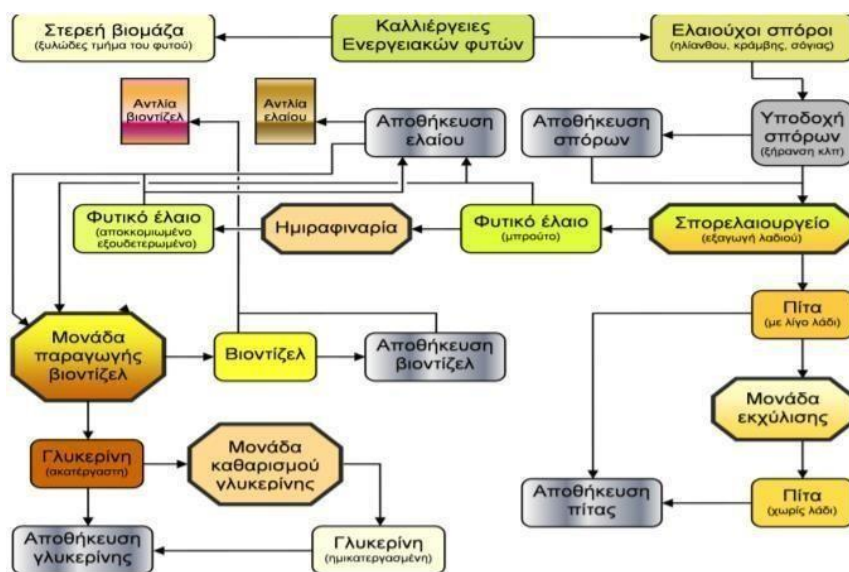 Στερεή βιομάζα
(ξυλώδες τμήμα του φυτού)
Καλλιέργειες
Ενεργειακών φυτών
Ελαιούχοι σπόροι
(ηλίανθου, κράμβης, σόγιας)
Αντλία
βιοντίζελ
Αντλία
ελαίου
Αποθήκευση
ελαίου
Αποθήκευση
σπόρων
Υποδοχή
σπόρων
(ξήρανση κλπ)
Φυτικό έλαιο
(αποκκομιωμένο
εξουδετερωμένο)
Ημιραφιναρία
Φυτικό έλαιο
(μπρούτο)
Σπορελαιουργείο
(εξαγωγή λαδιού)
Μονάδα
παραγωγής
βιοντίζελ
Βιοντίζελ
Αποθήκευση
βιοντίζελ
Πίτα
(με λίγο λάδι)
Μονάδα
εκχύλισης
Γλυκερίνη
(ακατέργαστη)
Μονάδα
καθαρισμού
γλυκερίνης
Αποθήκευση
πίτας
Πίτα
(χωρίς λάδι)
Αποθήκευση
γλυκερίνης
Γλυκερίνη
(ημικατεργασμένη)